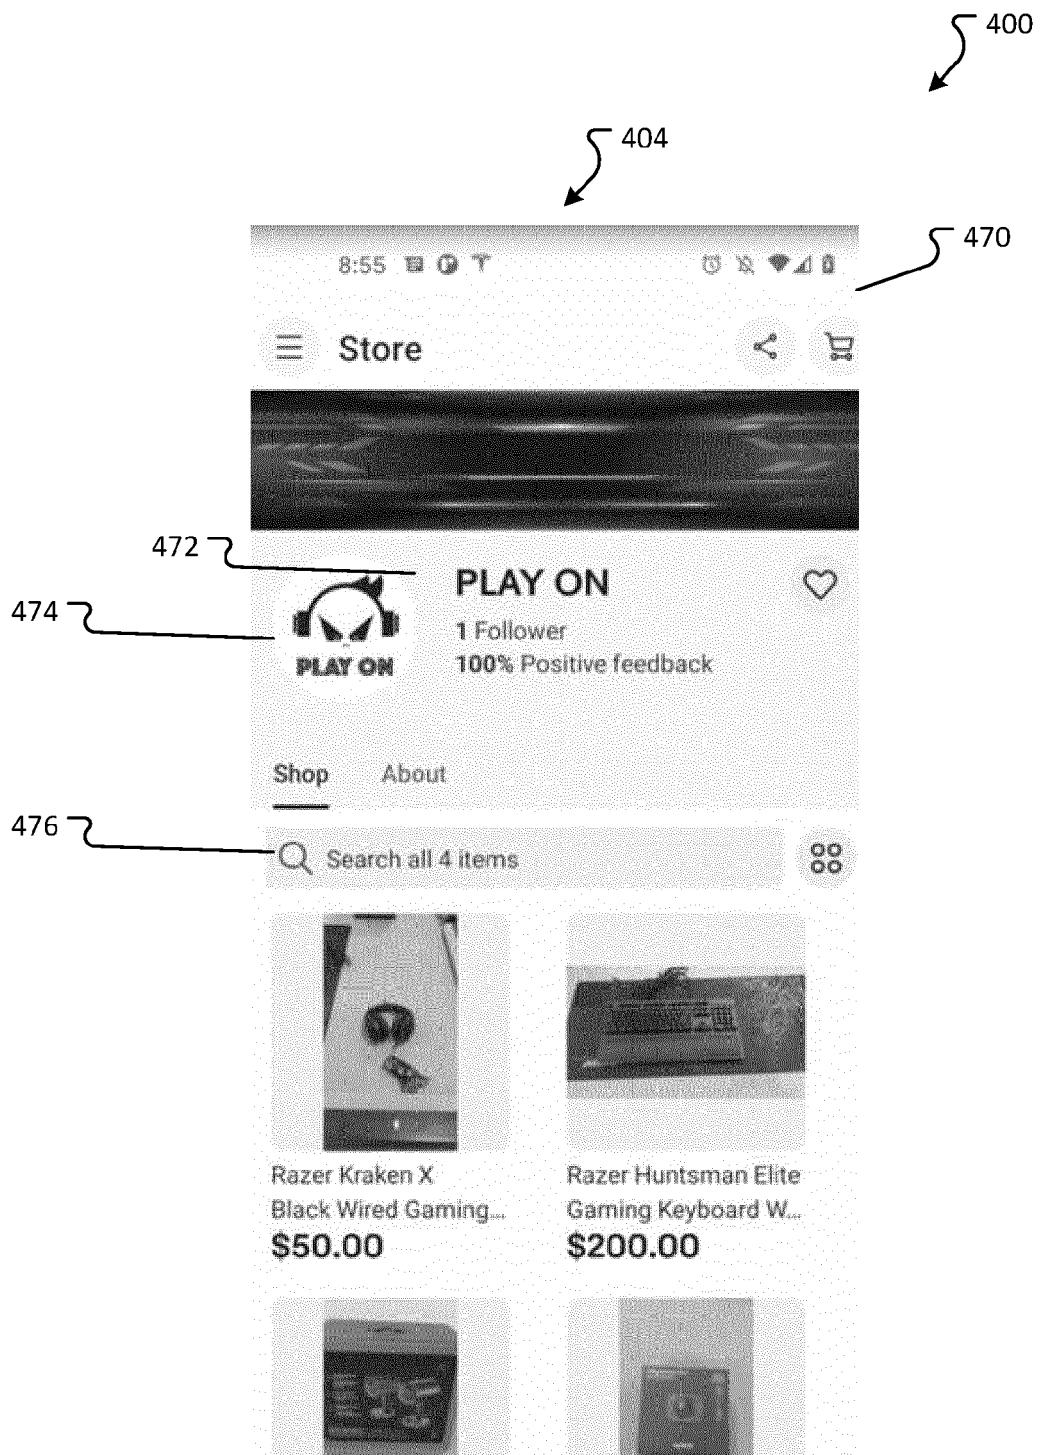 400
404
470
8:55
Store
472
474
PLAY ON
PLAY ON
1 Follower
100% Positive feedback
Shop
About
476
Search all 4 items
Razer Kraken X
Black Wired Gaming...
$50.00
Razer Huntsman Elite
Gaming Keyboard W...
$200.00